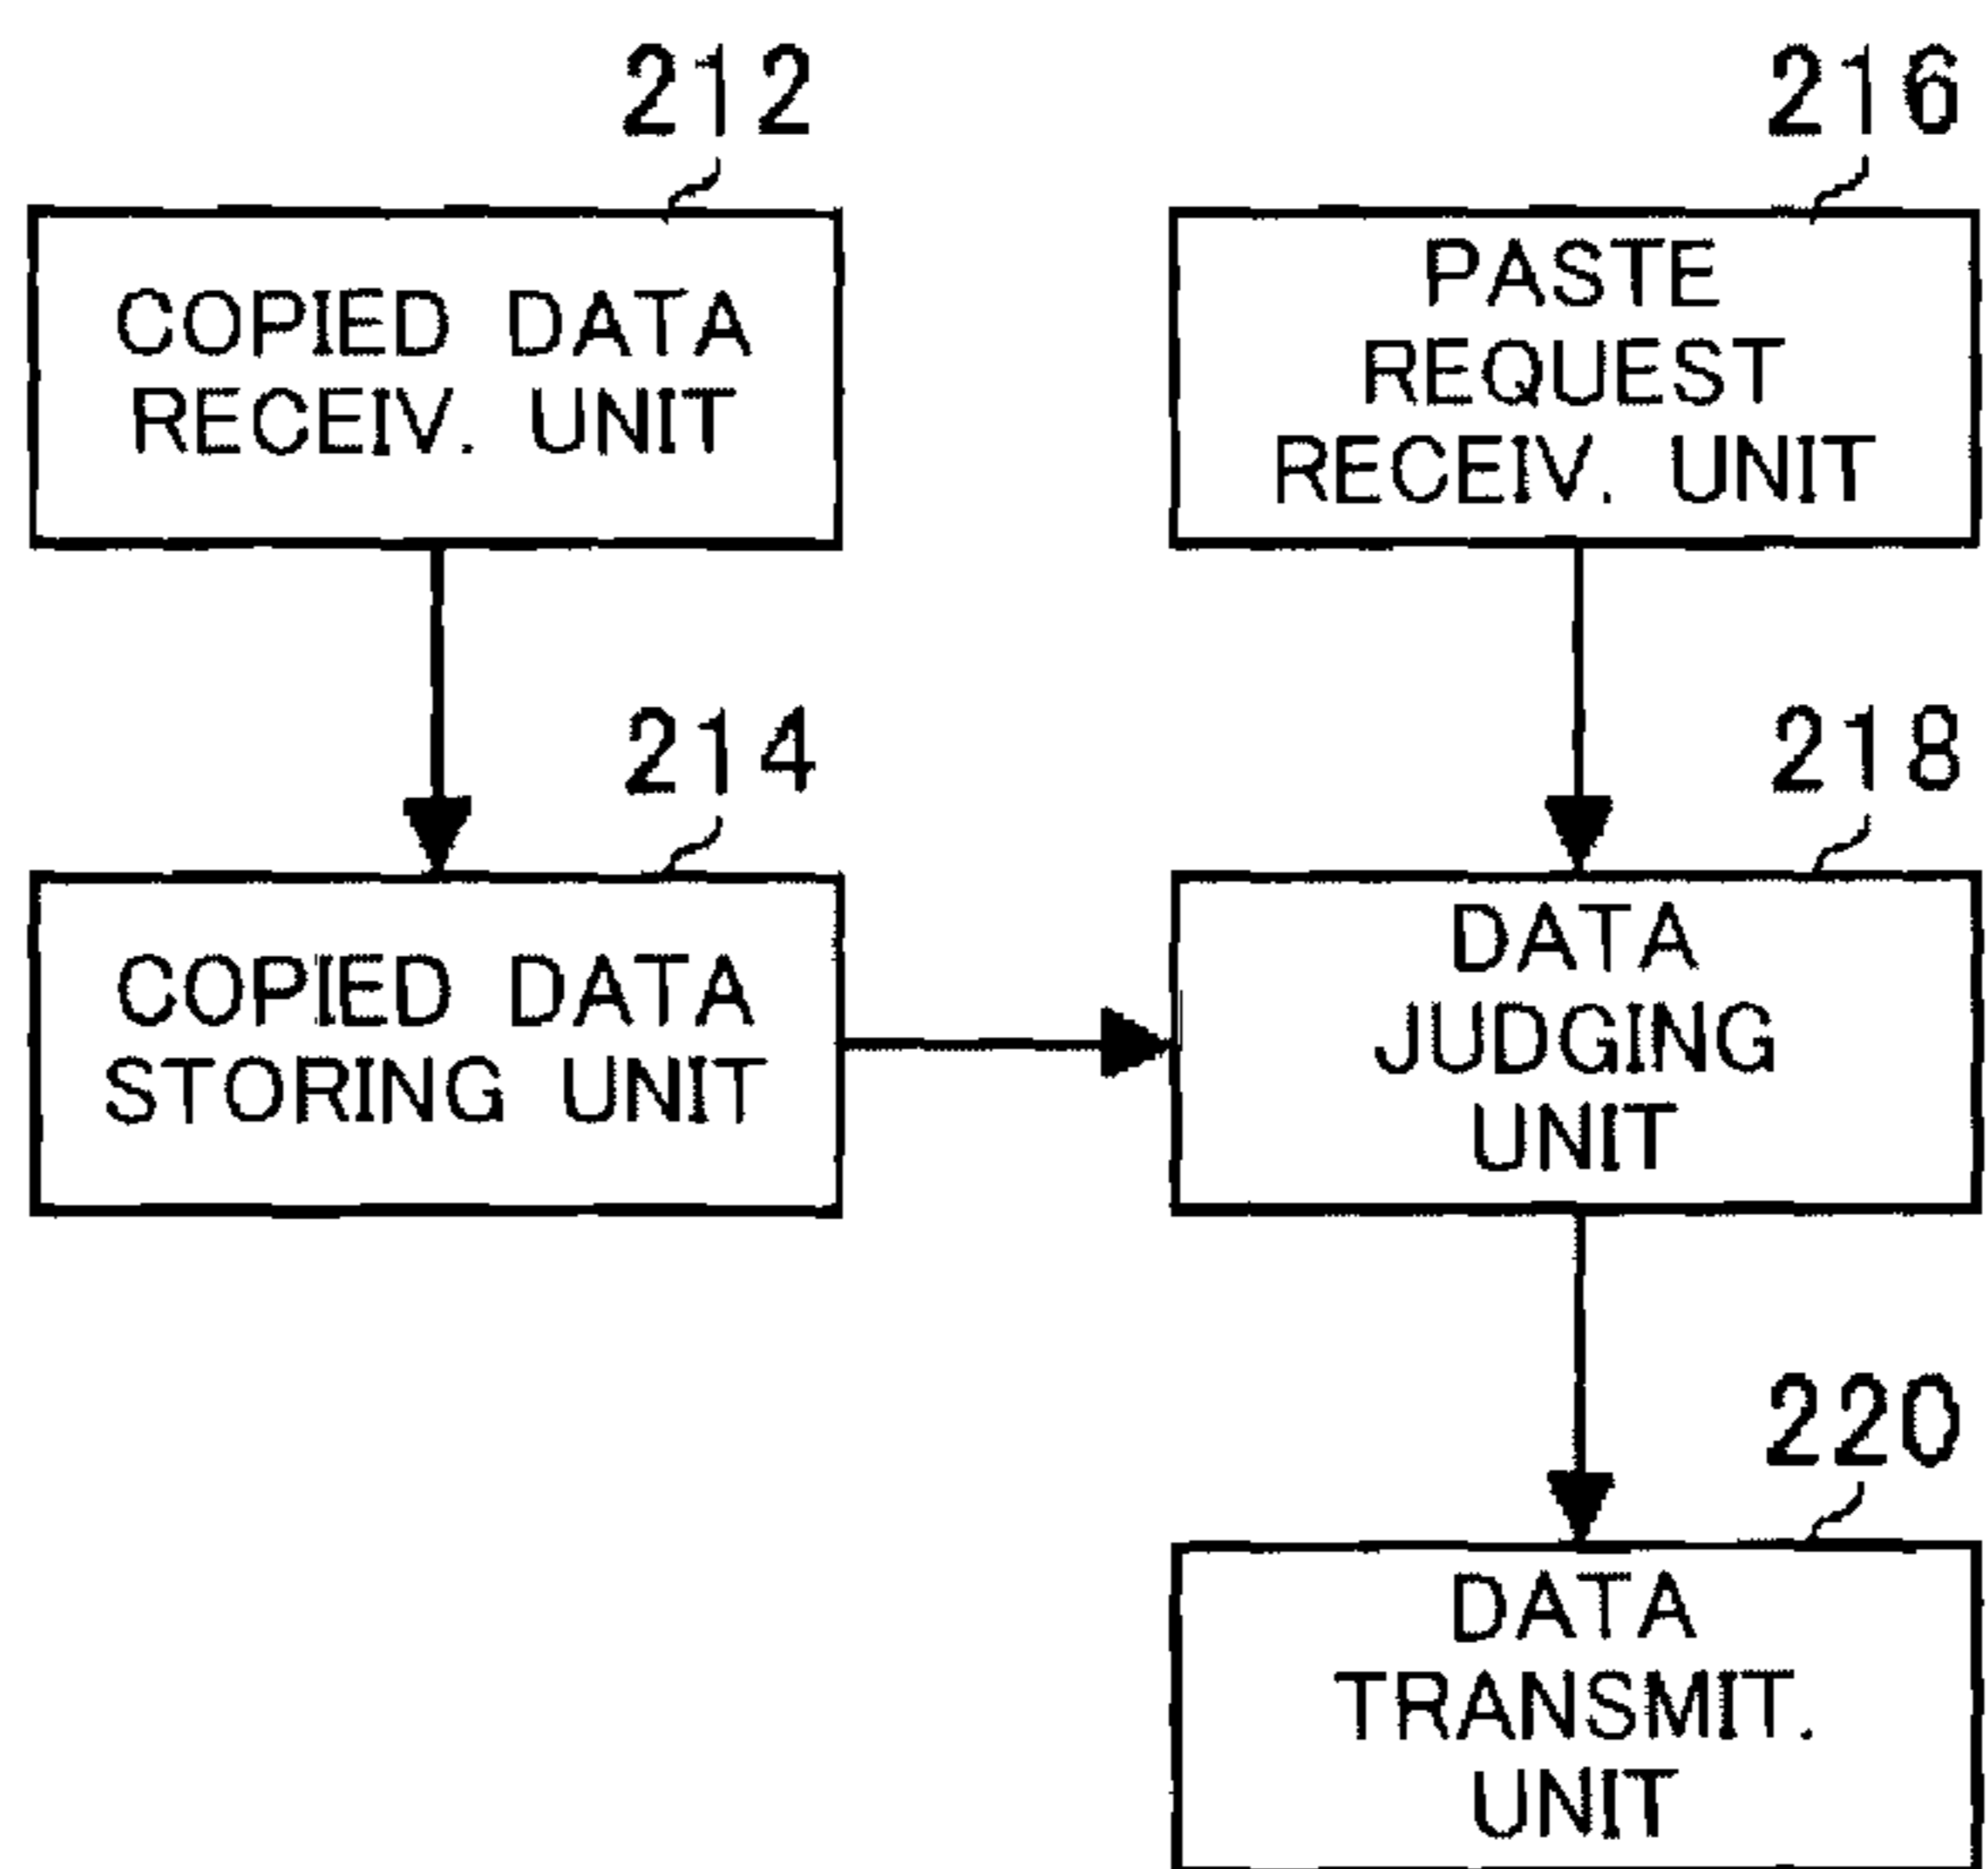 212
COPIED DATA
RECEIV. UNIT
216
PASTE
REQUEST
RECEIV. UNIT
214
COPIED DATA
STORING UNIT
218
DATA
JUDGING
UNIT
220
DATA
TRANSMIT.
UNIT